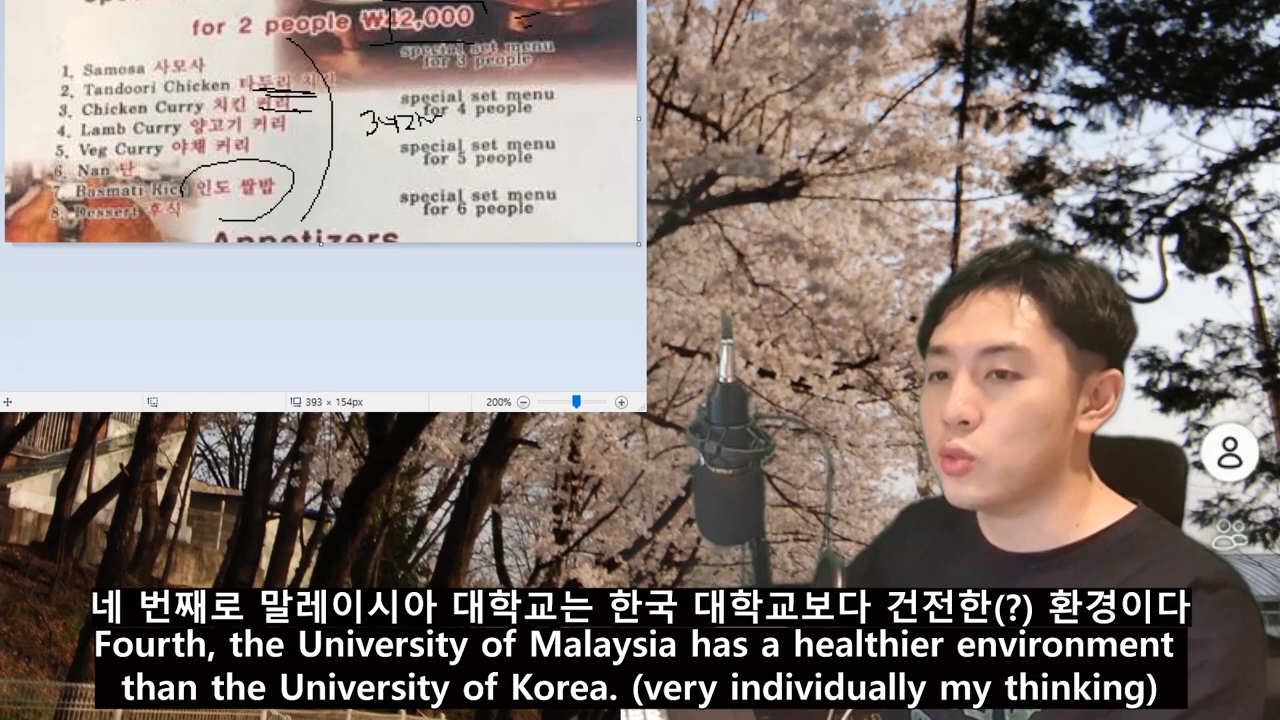 for 2 people ₩42,000
special set menu
for 3 people
1, Samosa 사모사
2, Tandoori Chicken 타두리
3, Chicken Curry 치킨 커리
4, Lamb Curry 양고기 커리
5, Veg Curry 야채 커리
6, Nan 난
7, Basmati Rice 인도 쌀밥
8, Dessert 후식
special set menu
for 4 people
special set menu
for 5 people
special set menu
for 6 people
Appetizers
393 × 154px
200%
네 번째로 말레이시아 대학교는 한국 대학교보다 건전한(?) 환경이다
Fourth, the University of Malaysia has a healthier environment
than the University of Korea. (very individually my thinking)